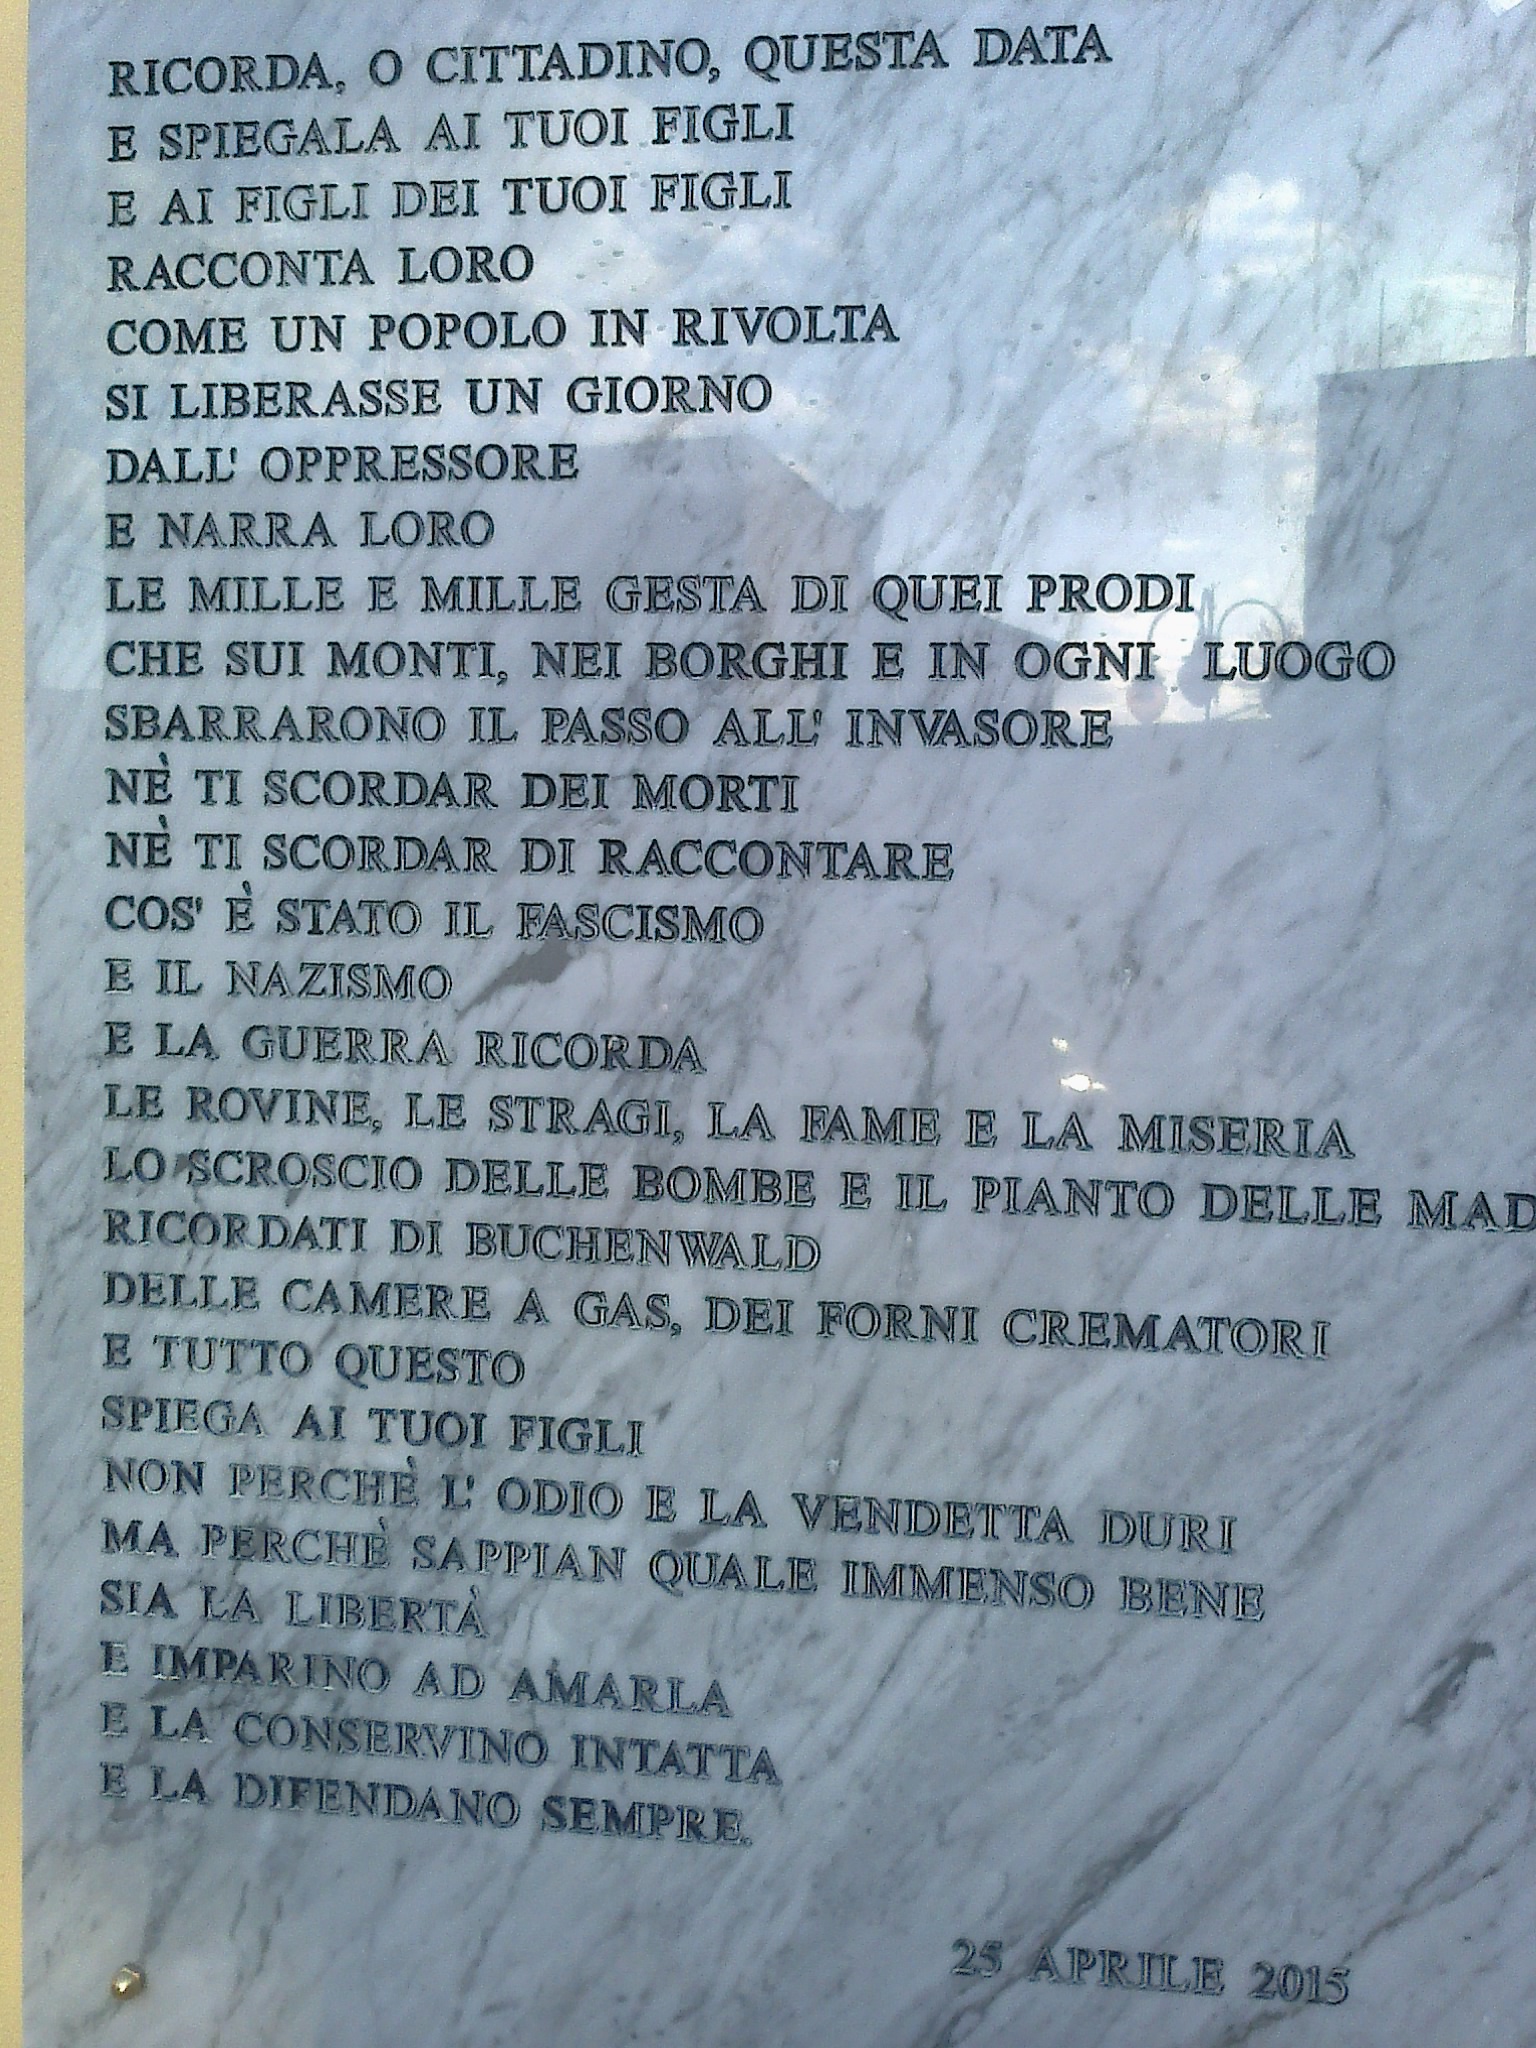 RICORDA, O CITTADINO, QUESTA DATA
E SPIEGALA AI TUOI FIGLI
E AI FIGLI DEI TUOI FIGLI
RACCONTA LORO
COME UN POPOLO IN RIVOLTA
SI LIBERASSE UN GIORNO
DALL' OPPRESSORE
E NARRA LORO
LE MILLE E MILLE GESTA DI QUEI PRODI
CHE SUI MONTI, NEI BORGHI E IN OGNI LUOGO
SBARRARONO IL PASSO ALL' INVASORE
NÈ TI SCORDAR DEI MORTI
NÈ TI SCORDAR DI RACCONTARE
COS' È STATO IL FASCISMO
E IL NAZISMO
E LA GUERRA RICORDA
LE ROVINE, LE STRAGI, LA FAME E LA MISERIA
LO SCROSCIO DELLE BOMBE E IL PIANTO DELLE MAD
RICORDATI DI BUCHENWALD
DELLE CAMERE A GAS, DEI FORNI CREMATORI
E TUTTO QUESTO
SPIEGA AI TUOI FIGLI
NON PERCHÈ L' ODIO E LA VENDETTA DURI
MA PERCHÈ SAPPIAN QUALE IMMENSO BENE
SIA LA LIBERTÀ
E IMPARINO AD AMARLA
E LA CONSERVINO INTATTA
E LA DIFENDANO SEMPRE.
25 APRILE 2015